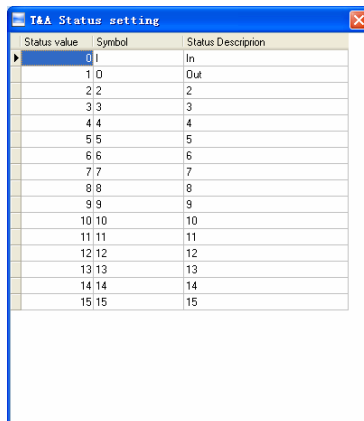 T&A Status setting
Status value Symbol Status Descriprion
0 I In
1 O Out
2 2 2
3 3 3
4 4 4
5 5 5
6 6 6
7 7 7
8 8 8
9 9 9
10 10 10
11 11 11
12 12 12
13 13 13
14 14 14
15 15 15